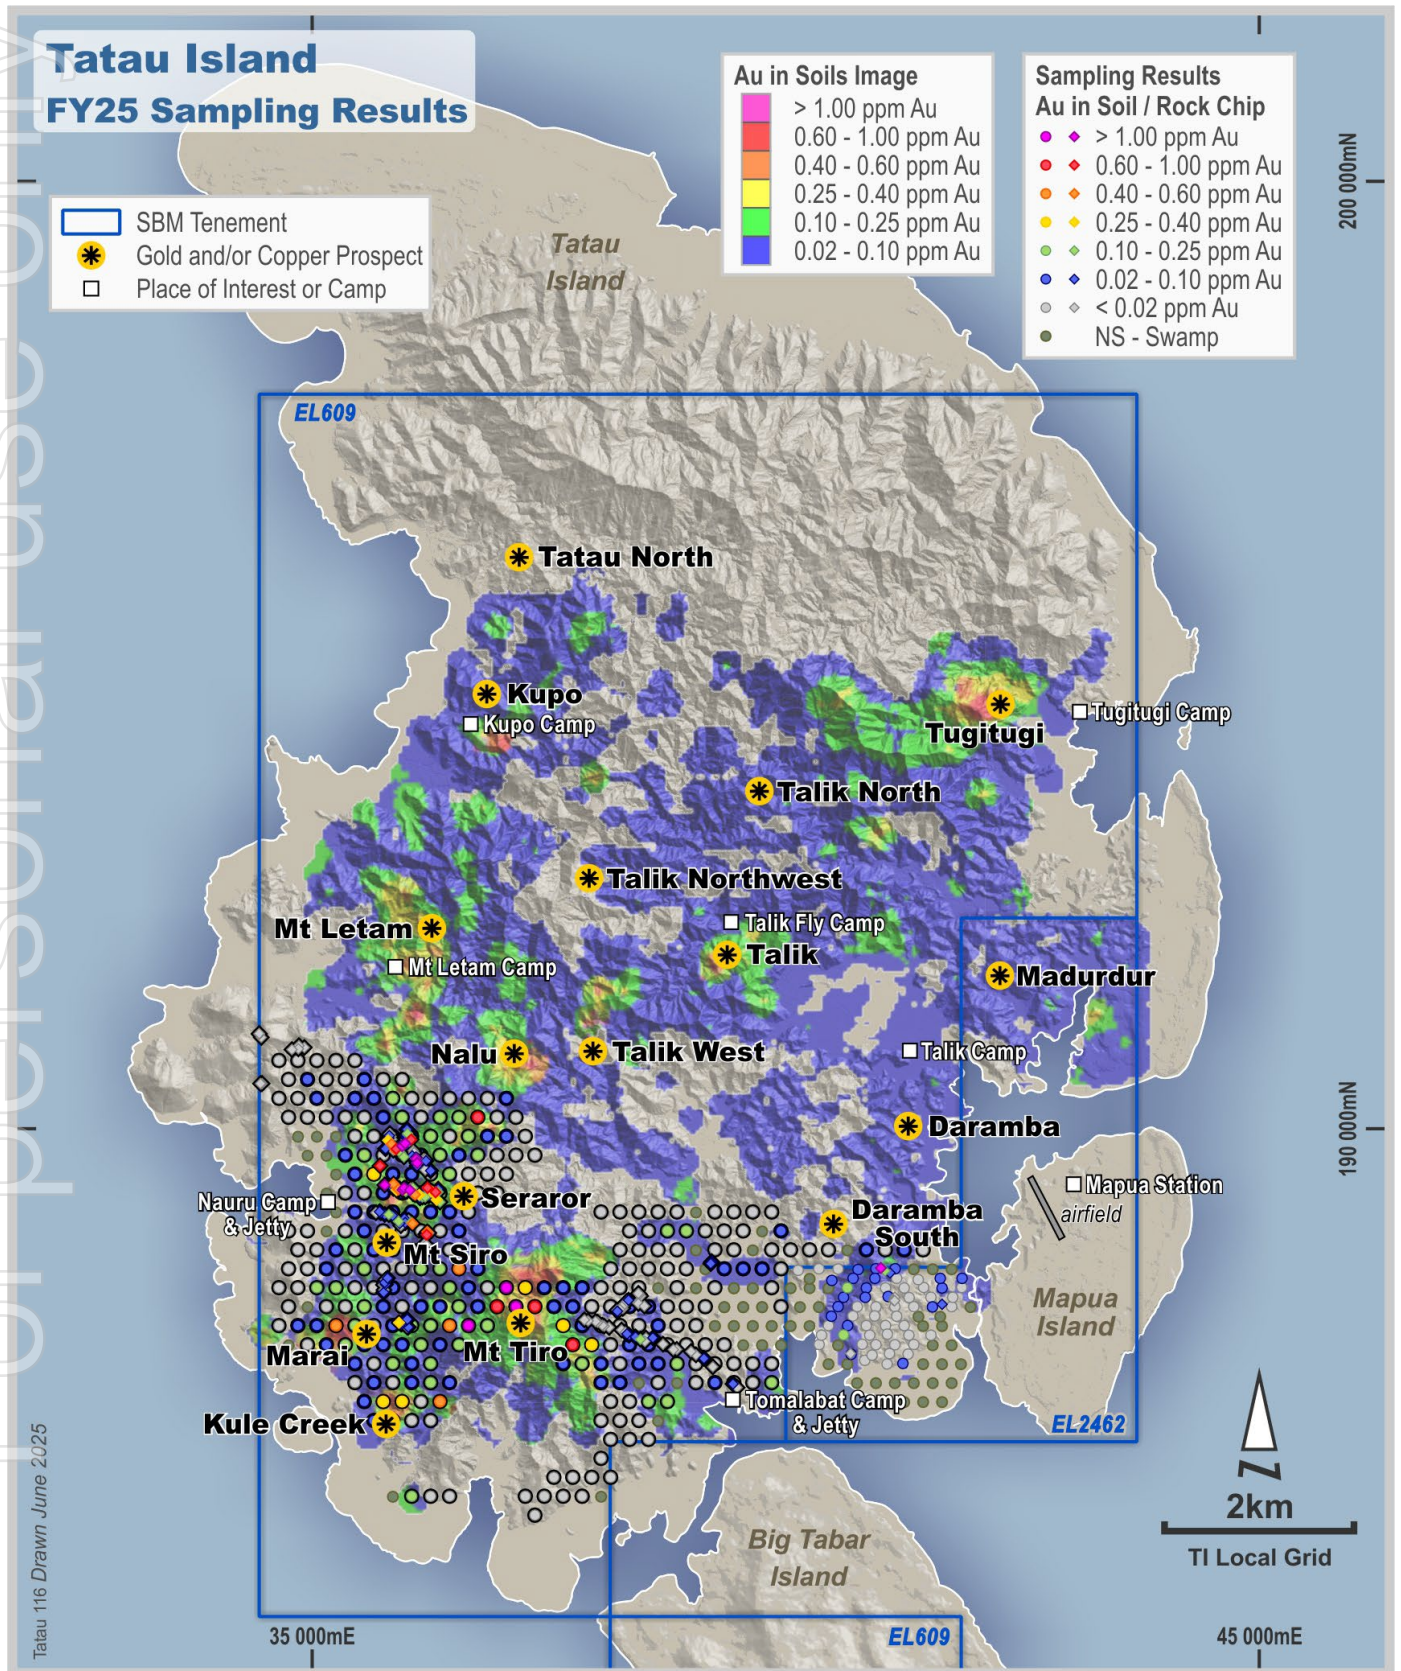 For personal use only
Tatau Island
FY25 Sampling Results
SBM Tenement
Gold and/or Copper Prospect
Place of Interest or Camp
Au in Soils Image
> 1.00 ppm Au
0.60 - 1.00 ppm Au
0.40 - 0.60 ppm Au
0.25 - 0.40 ppm Au
0.10 - 0.25 ppm Au
0.02 - 0.10 ppm Au
Sampling Results
Au in Soil / Rock Chip
> 1.00 ppm Au
0.60 - 1.00 ppm Au
0.40 - 0.60 ppm Au
0.25 - 0.40 ppm Au
0.10 - 0.25 ppm Au
0.02 - 0.10 ppm Au
< 0.02 ppm Au
NS - Swamp
200 000mN
Tatau
Island
EL609
Tatau North
Kupo
Kupo Camp
Tugitugi Camp
Tugitugi
Talik North
Talik Northwest
Talik Fly Camp
Mt Letam
Talik
Mt Letam Camp
Madurdur
Nalu
Talik West
Talik Camp
Daramba
190 000mN
Mapua Station
airfield
Seraror
Nauru Camp
& Jetty
Daramba
South
Mt Siro
Mapua
Island
Marai
Mt Tiro
Tomalabat Camp
& Jetty
Kule Creek
EL2462
2km
TI Local Grid
Big Tabar
Island
Tatau 116 Drawn June 2025
EL609
35 000mE
45 000mE
N